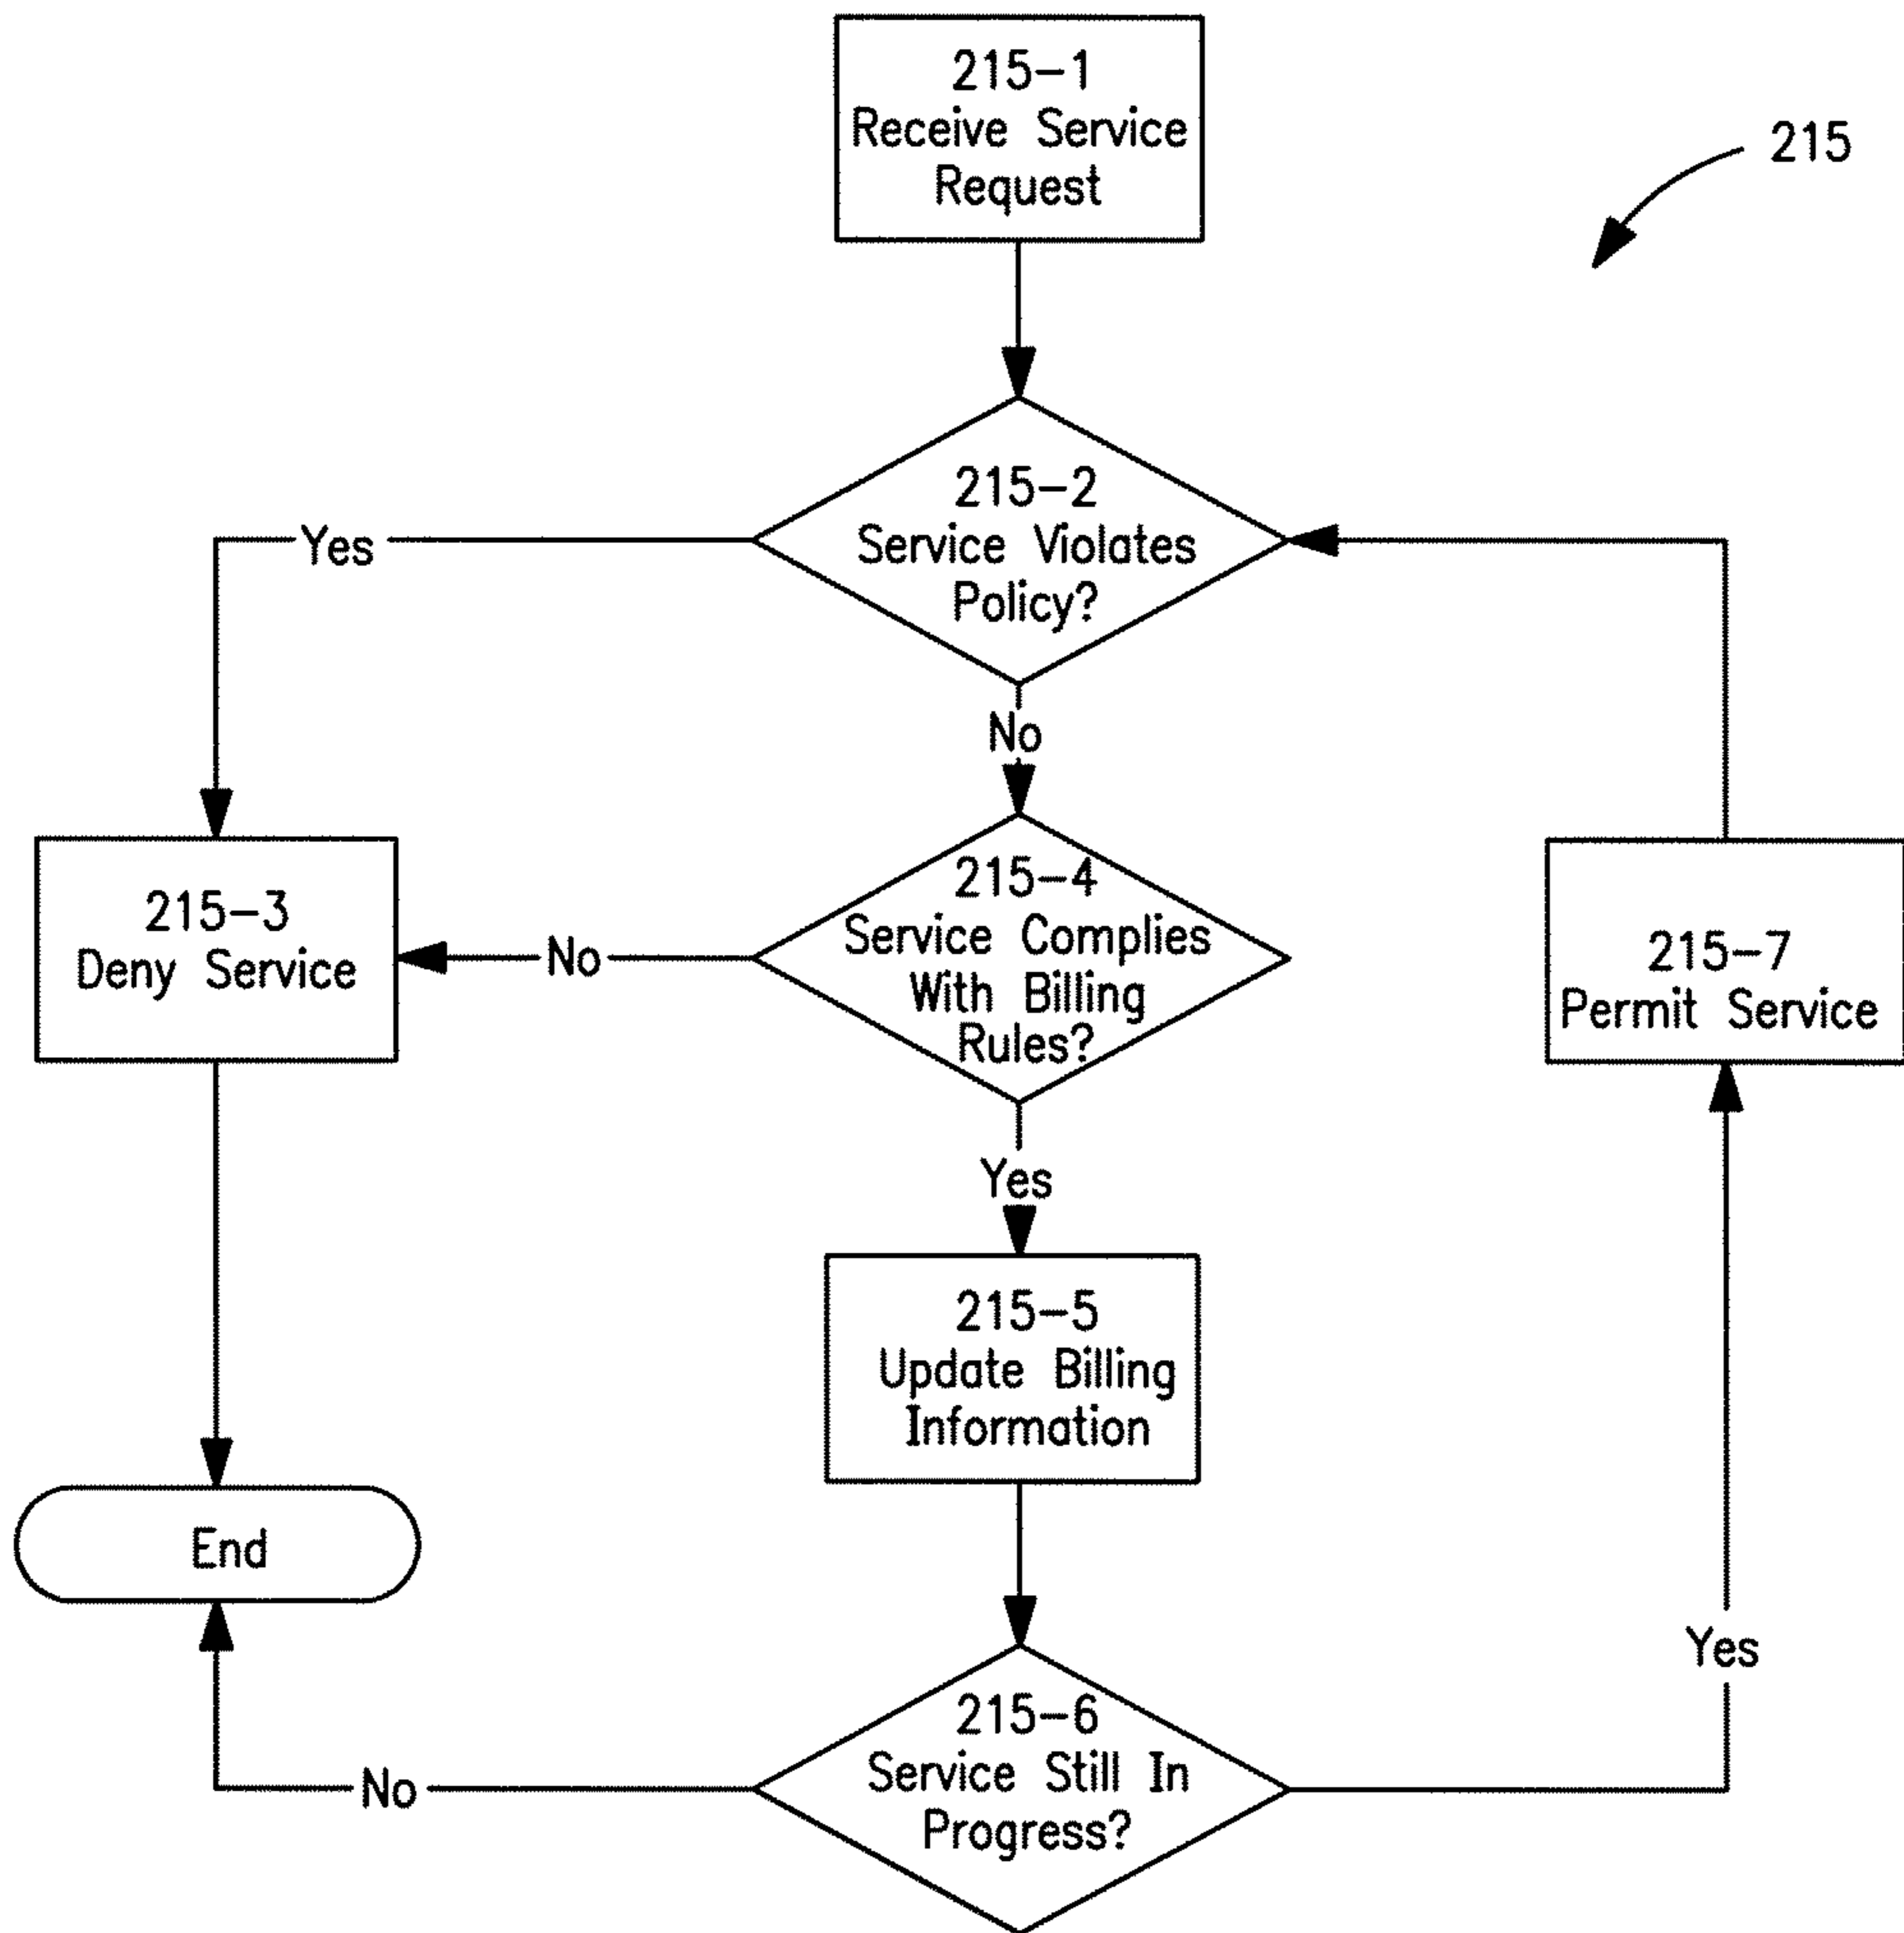 215-1
Receive Service
Request
215
215-2
Service Violates
Policy?
Yes
No
215-3
Deny Service
No
215-4
Service Complies
With Billing
Rules?
215-7
Permit Service
Yes
215-5
Update Billing
Information
End
Yes
215-6
Service Still In
Progress?
No